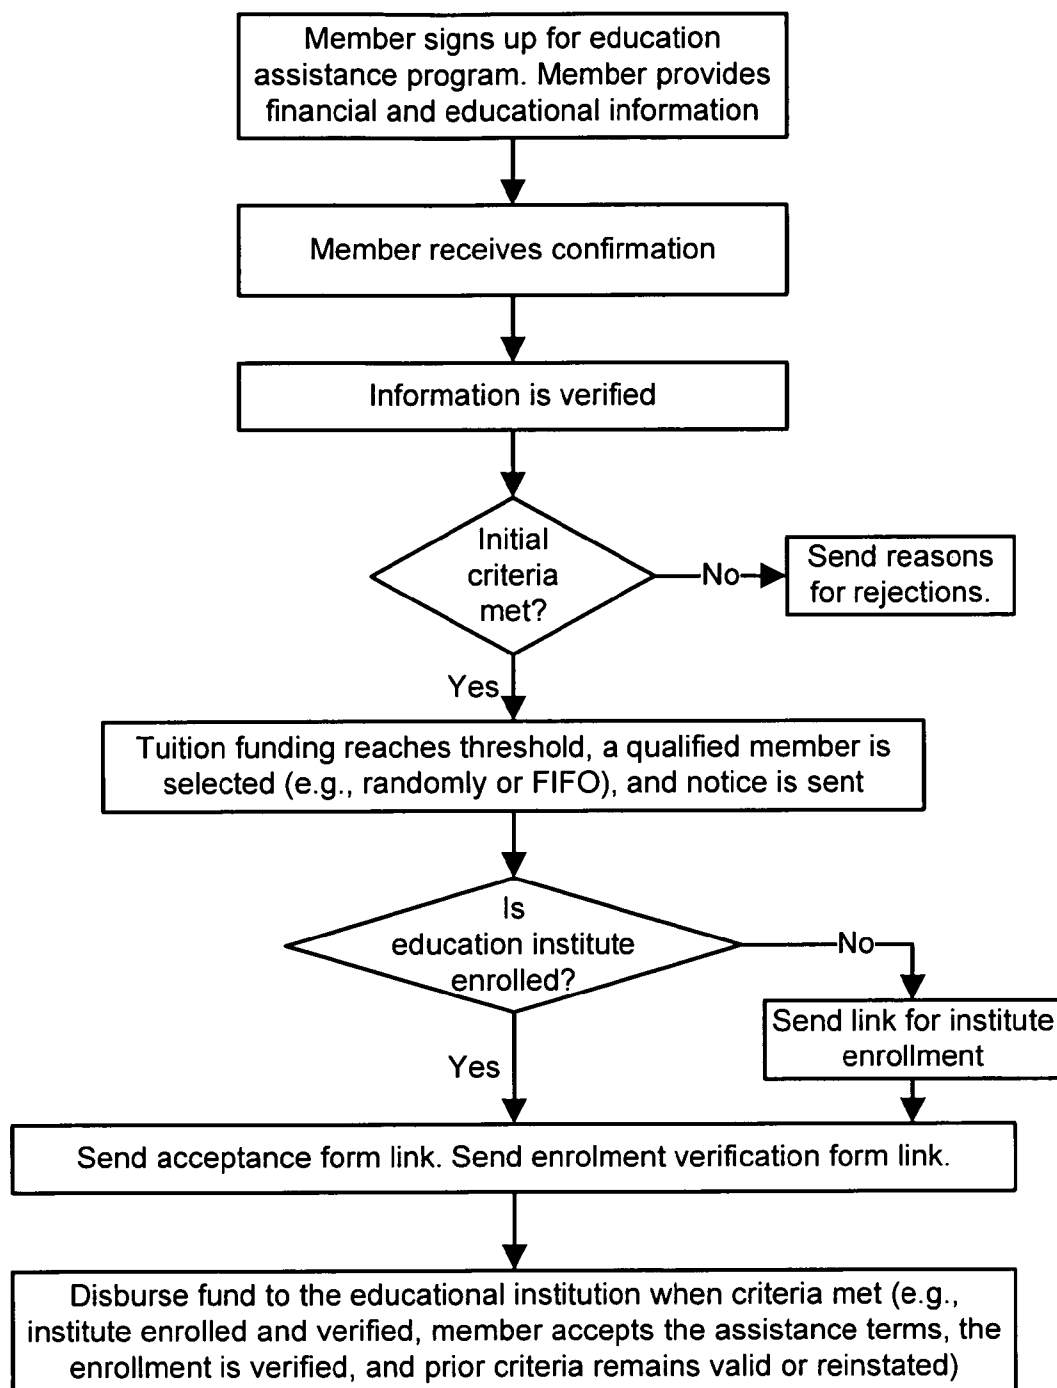 Member signs up for education
assistance program. Member provides
financial and educational information
Member receives confirmation
Information is verified
Initial
criteria
met?
No
Send reasons
for rejections.
Yes
Tuition funding reaches threshold, a qualified member is
selected (e.g., randomly or FIFO), and notice is sent
Is
education institute
enrolled?
No
Send link for institute
enrollment
Yes
Send acceptance form link. Send enrolment verification form link.
Disburse fund to the educational institution when criteria met (e.g.,
institute enrolled and verified, member accepts the assistance terms, the
enrollment is verified, and prior criteria remains valid or reinstated)